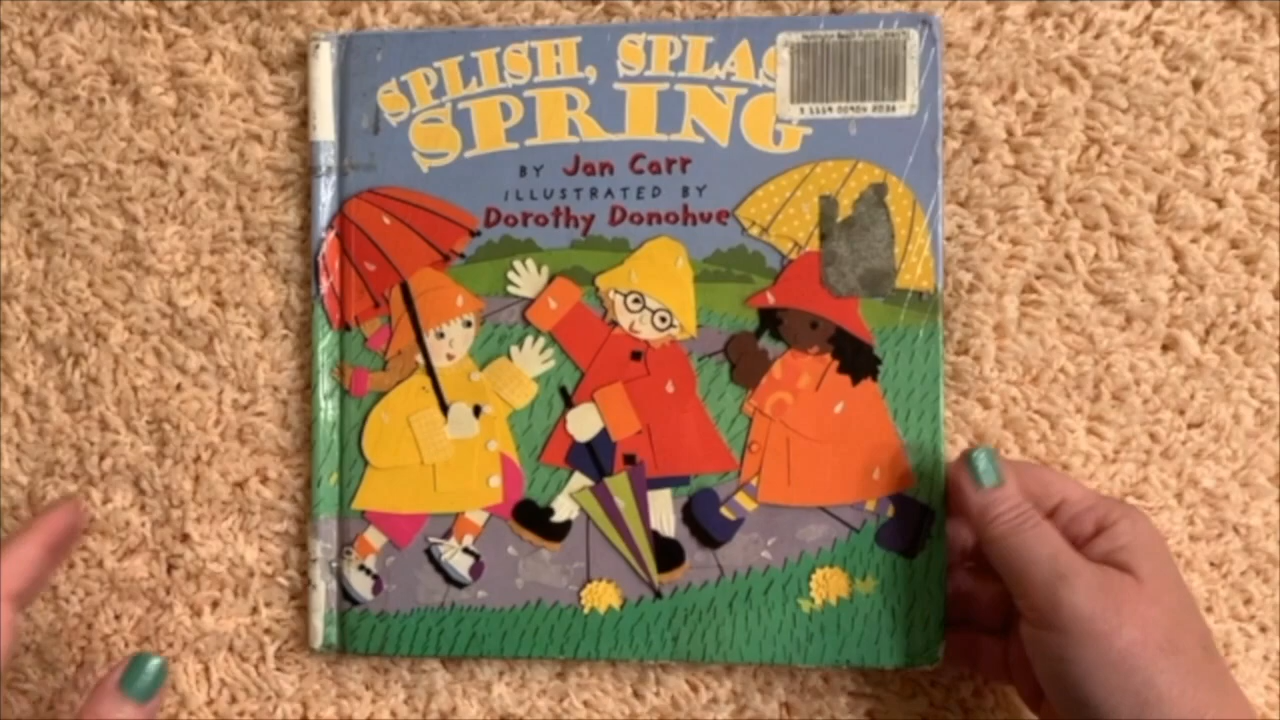 SPLISH, SPLAS
SPRING
BY Jan Carr
ILLUSTRATED BY
Dorothy Donohue